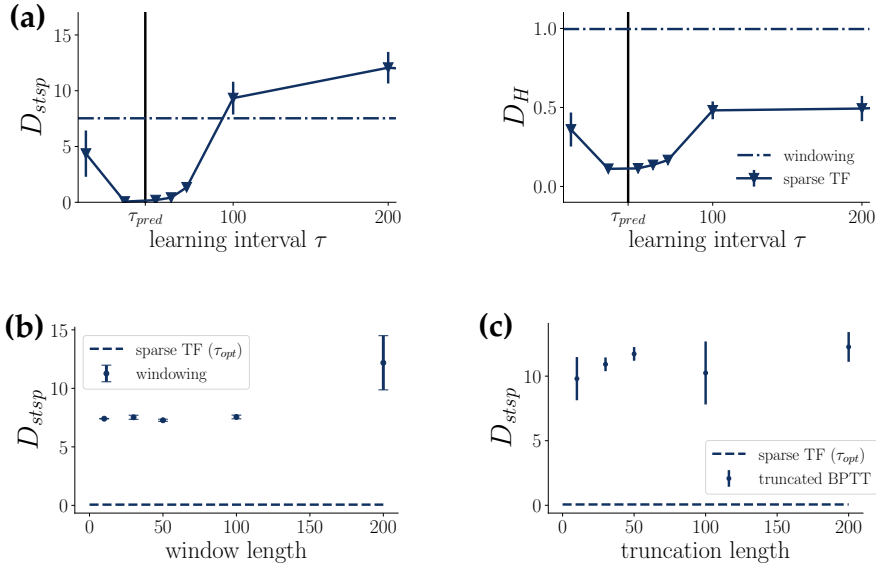 (a)
15
10
5
0
D_stsp
τ_pred
100
200
learning interval τ
1.0
0.5
0.0
D_H
τ_pred
100
200
learning interval τ
windowing
sparse TF
(b)
15
10
5
0
D_stsp
0
50
100
150
200
window length
sparse TF (τ_opt)
windowing
(c)
10
5
0
D_stsp
0
50
100
150
200
truncation length
sparse TF (τ_opt)
truncated BPTT